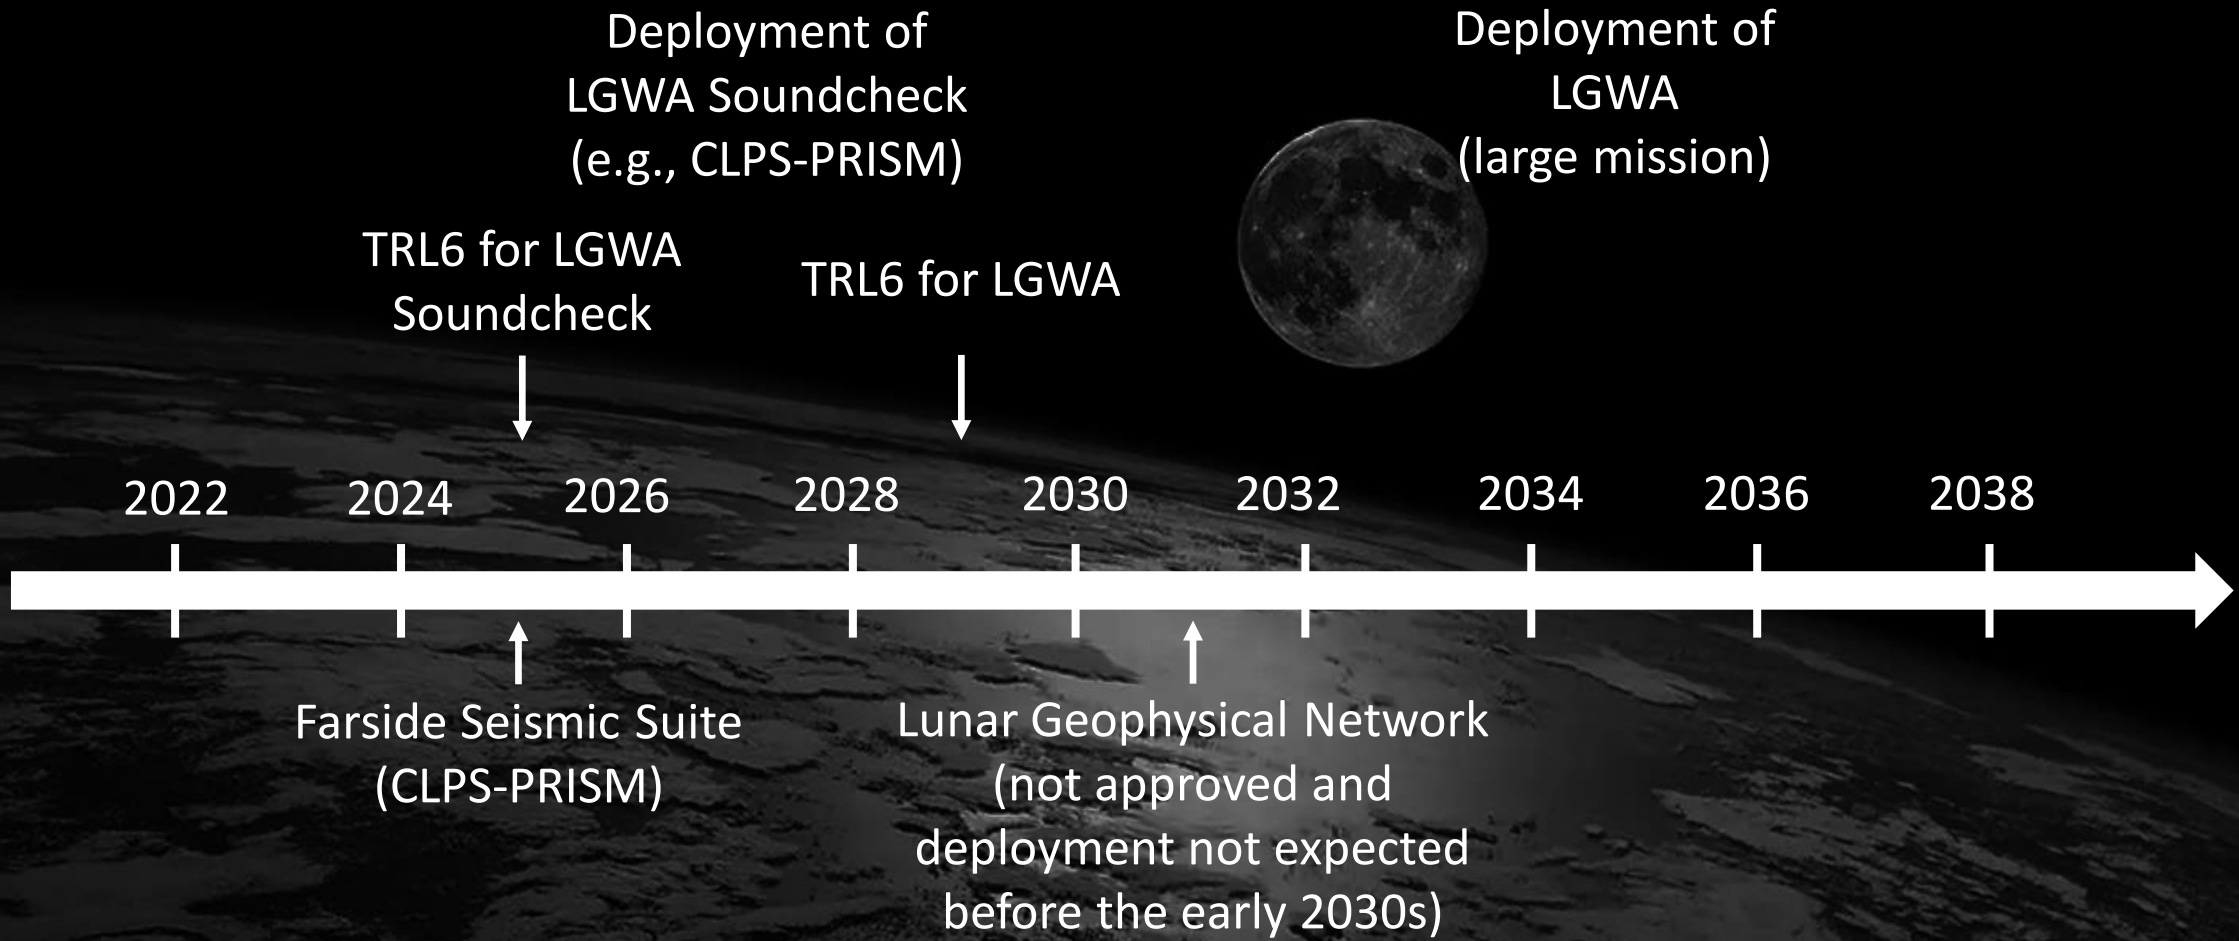 Deployment of
LGWA Soundcheck
(e.g., CLPS-PRISM)
Deployment of
LGWA
(large mission)
TRL6 for LGWA
Soundcheck
TRL6 for LGWA
2022
2024
2026
2028
2030
2032
2034
2036
2038
Farside Seismic Suite
(CLPS-PRISM)
Lunar Geophysical Network
(not approved and
deployment not expected
before the early 2030s)